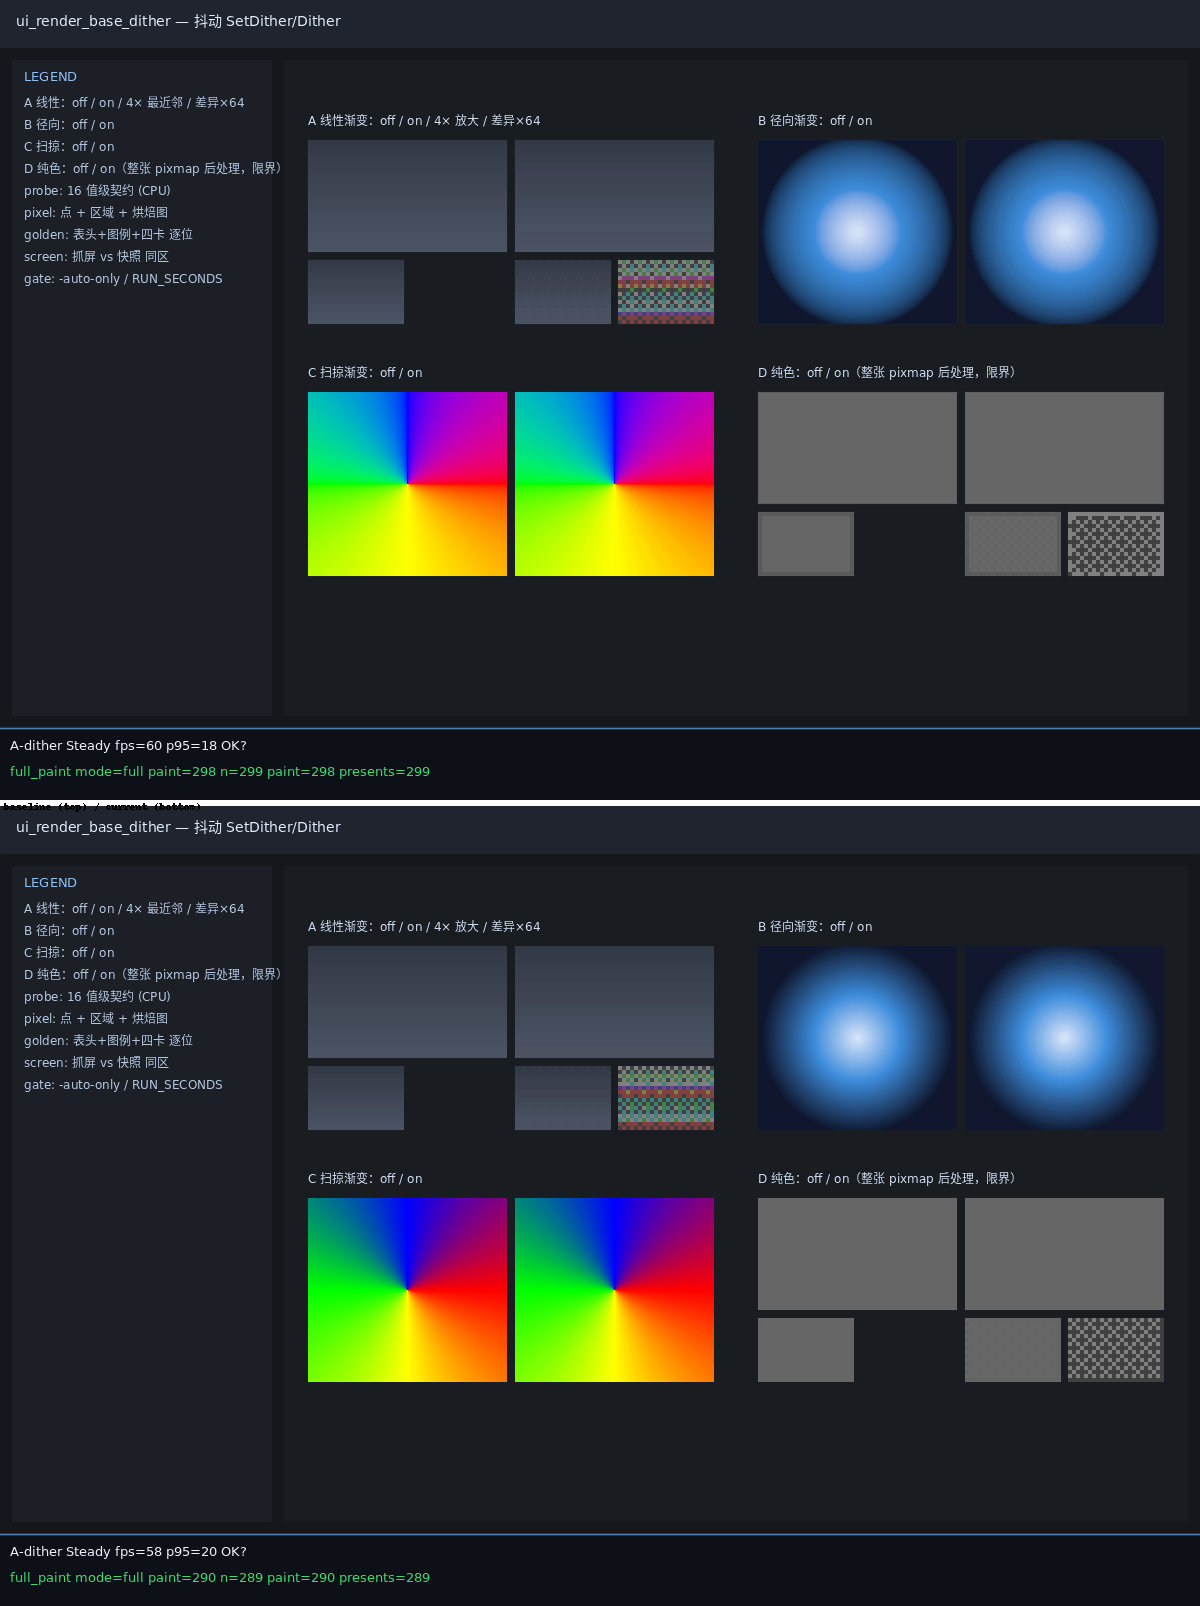 ui_render_base_dither — 抖动 SetDither/Dither
LEGEND
A 线性：off / on / 4× 最近邻 / 差异×64
B 径向：off / on
C 扫掠：off / on
D 纯色：off / on（整张 pixmap 后处理，限界）
probe: 16 值级契约 (CPU)
pixel: 点 + 区域 + 烘焙图
golden: 表头+图例+四卡 逐位
screen: 抓屏 vs 快照 同区
gate: -auto-only / RUN_SECONDS
A 线性渐变：off / on / 4× 放大 / 差异×64
B 径向渐变：off / on
C 扫掠渐变：off / on
D 纯色：off / on（整张 pixmap 后处理，限界）
A-dither Steady fps=60 p95=18 OK?
full_paint mode=full paint=298 n=299 paint=298 presents=299
baseline (top) / current (bottom)
ui_render_base_dither — 抖动 SetDither/Dither
LEGEND
A 线性：off / on / 4× 最近邻 / 差异×64
B 径向：off / on
C 扫掠：off / on
D 纯色：off / on（整张 pixmap 后处理，限界）
probe: 16 值级契约 (CPU)
pixel: 点 + 区域 + 烘焙图
golden: 表头+图例+四卡 逐位
screen: 抓屏 vs 快照 同区
gate: -auto-only / RUN_SECONDS
A 线性渐变：off / on / 4× 放大 / 差异×64
B 径向渐变：off / on
C 扫掠渐变：off / on
D 纯色：off / on（整张 pixmap 后处理，限界）
A-dither Steady fps=58 p95=20 OK?
full_paint mode=full paint=290 n=289 paint=290 presents=289